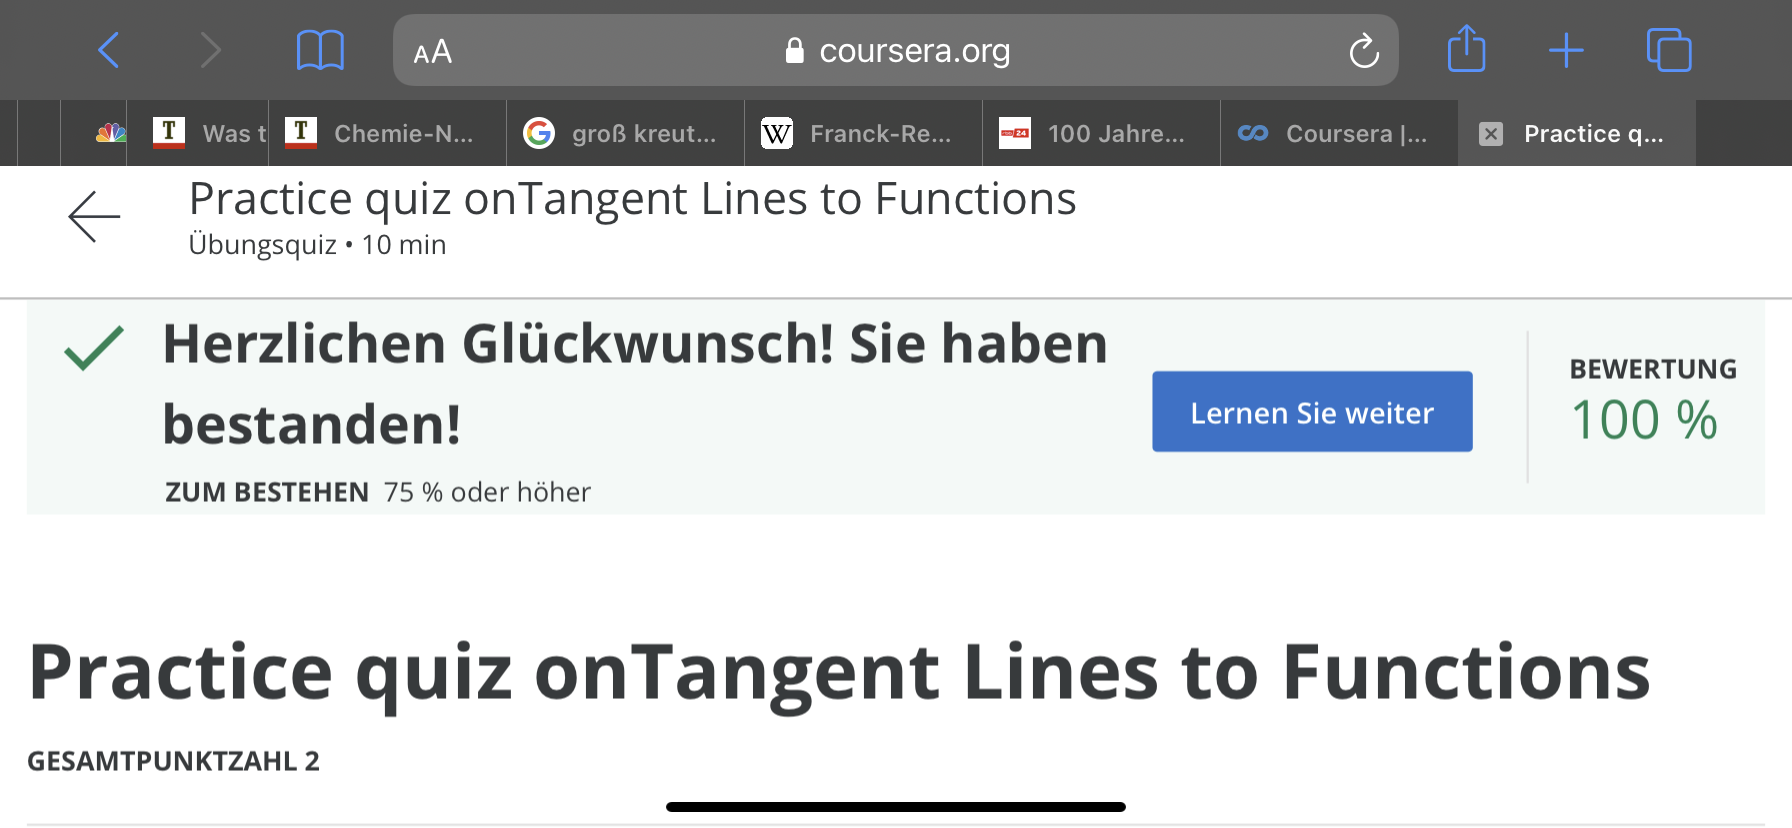 AA coursera.org
Was t
T Chemie-N...
G groß kreut...
W Franck-Re...
24 100 Jahre...
Coursera |...
Practice q...
Practice quiz onTangent Lines to Functions
Übungsquiz • 10 min
Herzlichen Glückwunsch! Sie haben
bestanden!
ZUM BESTEHEN 75 % oder höher
Lernen Sie weiter
BEWERTUNG
100 %
Practice quiz onTangent Lines to Functions
GESAMTPUNKTZAHL 2